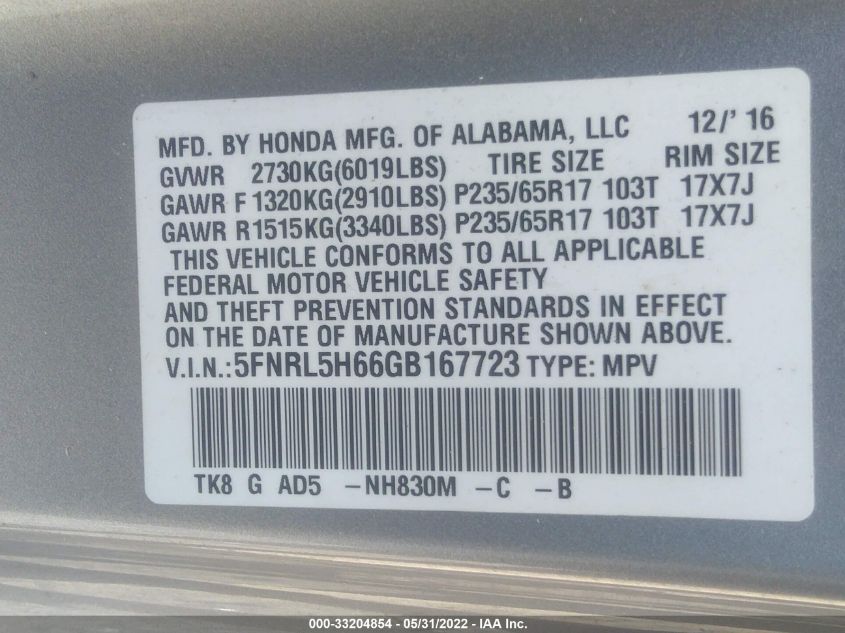 MFD. BY HONDA MFG. OF ALABAMA, LLC 12/' 16
GVWR 2730KG(6019LBS) TIRE SIZE RIM SIZE
GAWR F 1320KG(2910LBS) P235/65R17 103T 17X7J
GAWR R1515KG(3340LBS) P235/65R17 103T 17X7J
THIS VEHICLE CONFORMS TO ALL APPLICABLE
FEDERAL MOTOR VEHICLE SAFETY
AND THEFT PREVENTION STANDARDS IN EFFECT
ON THE DATE OF MANUFACTURE SHOWN ABOVE.
V.I.N.:5FNRL5H66GB167723 TYPE: MPV
TK8 G AD5 -NH830M -C -B
000-33204854 - 05/31/2022 - IAA Inc.